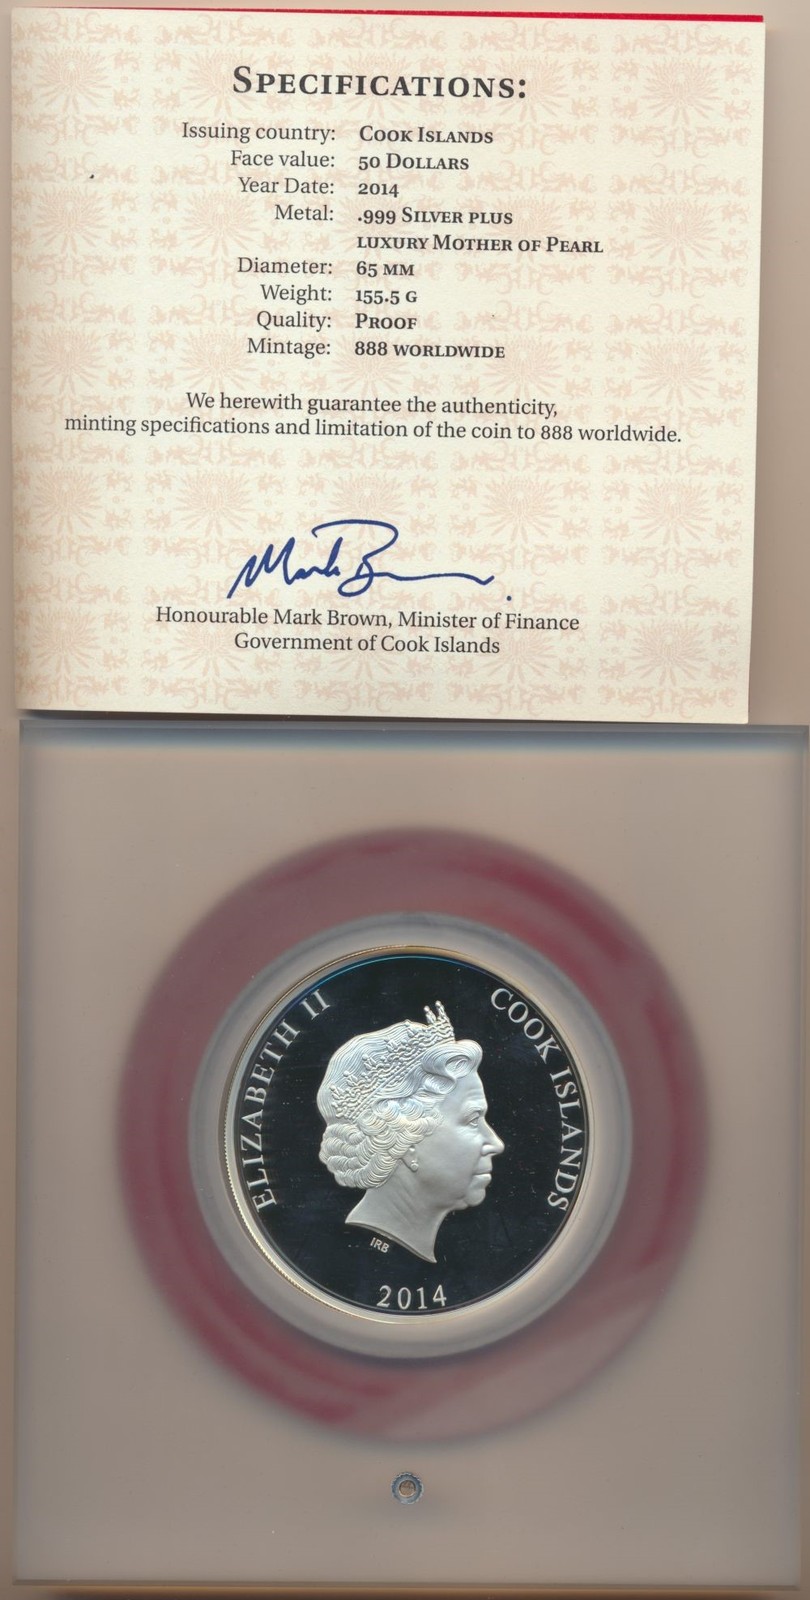 SPECIFICATIONS:
Issuing country: COOK ISLANDS
Face value: 50 DOLLARS
Year Date: 2014
Metal: .999 SILVER PLUS
LUXURY MOTHER OF PEARL
Diameter: 65 MM
Weight: 155.5 G
Quality: PROOF
Mintage: 888 WORLDWIDE
We herewith guarantee the authenticity,
minting specifications and limitation of the coin to 888 worldwide.
Mark B
Honourable Mark Brown, Minister of Finance
Government of Cook Islands
ELIZABETH II
COOK ISLANDS
IRB
2014